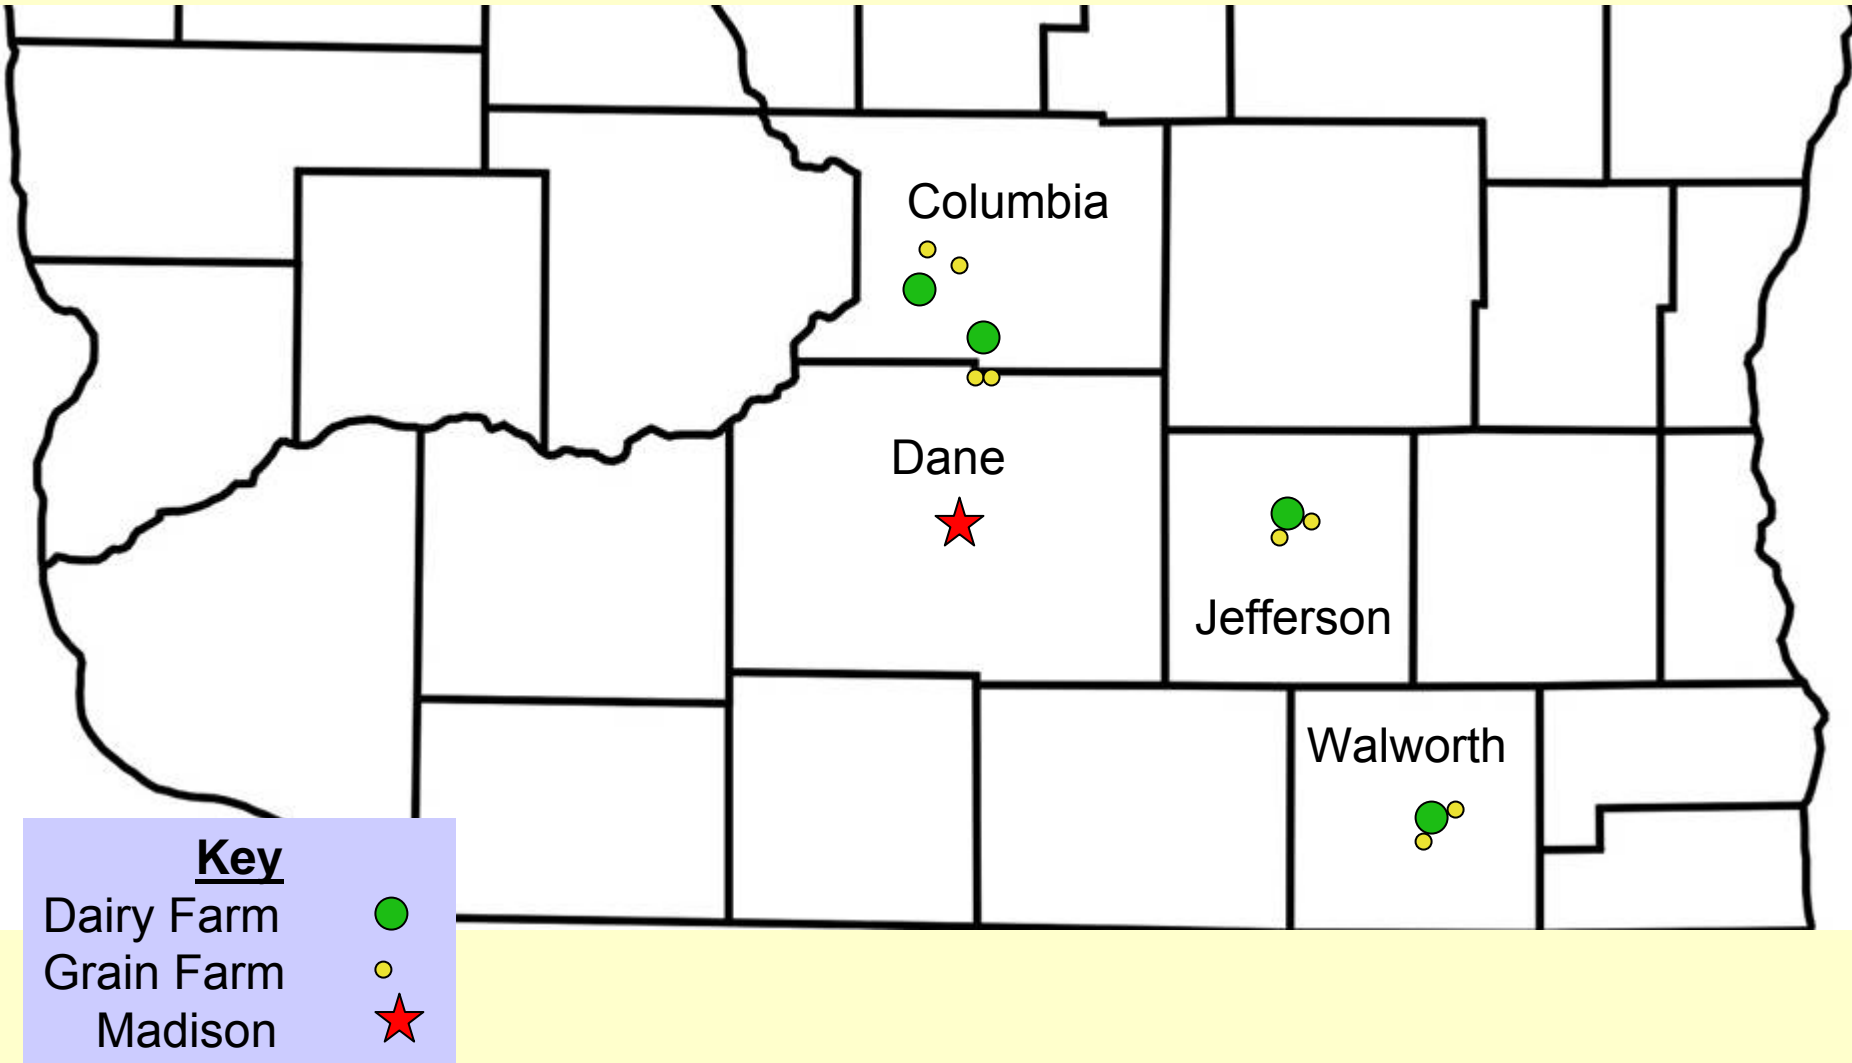 Columbia
Dane
Jefferson
Walworth
Key
Dairy Farm
Grain Farm
Madison